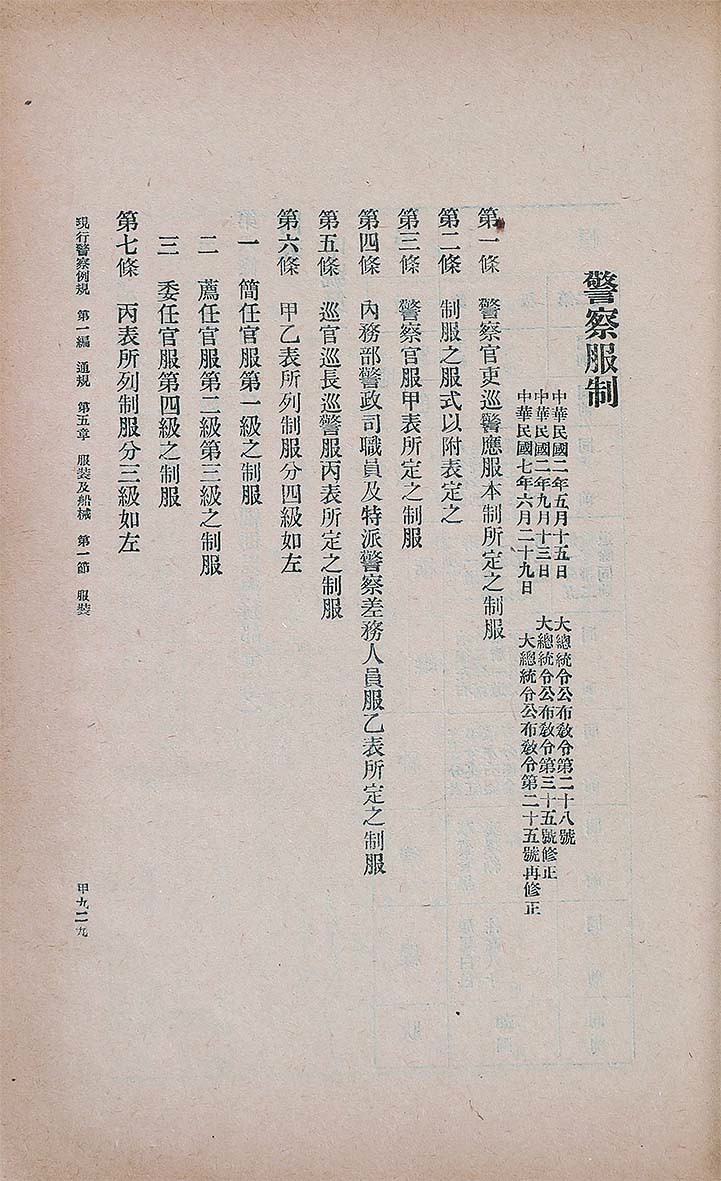 警察服制
中華民國二年五月十五日　大總統令公布敎令第二十八號
中華民國二年九月十三日　大總統令公布敎令第三十五號修正
中華民國七年六月二十九日　大總統令公布敎令第二十五號再修正
第一條　警察官吏巡警應服本制所定之制服
第二條　制服之服式以附表定之
第三條　警察官服甲表所定之制服
第四條　內務部警政司職員及特派警察差務人員服乙表所定之制服
第五條　巡官巡長巡警服丙表所定之制服
第六條　甲乙表所列制服分四級如左
一　簡任官服第一級之制服
二　薦任官服第二級第三級之制服
三　委任官服第四級之制服
第七條　丙表所列制服分三級如左
現行警察例規　第一編　通規　第五章　服裝及船械　第一節　服裝
甲九二九